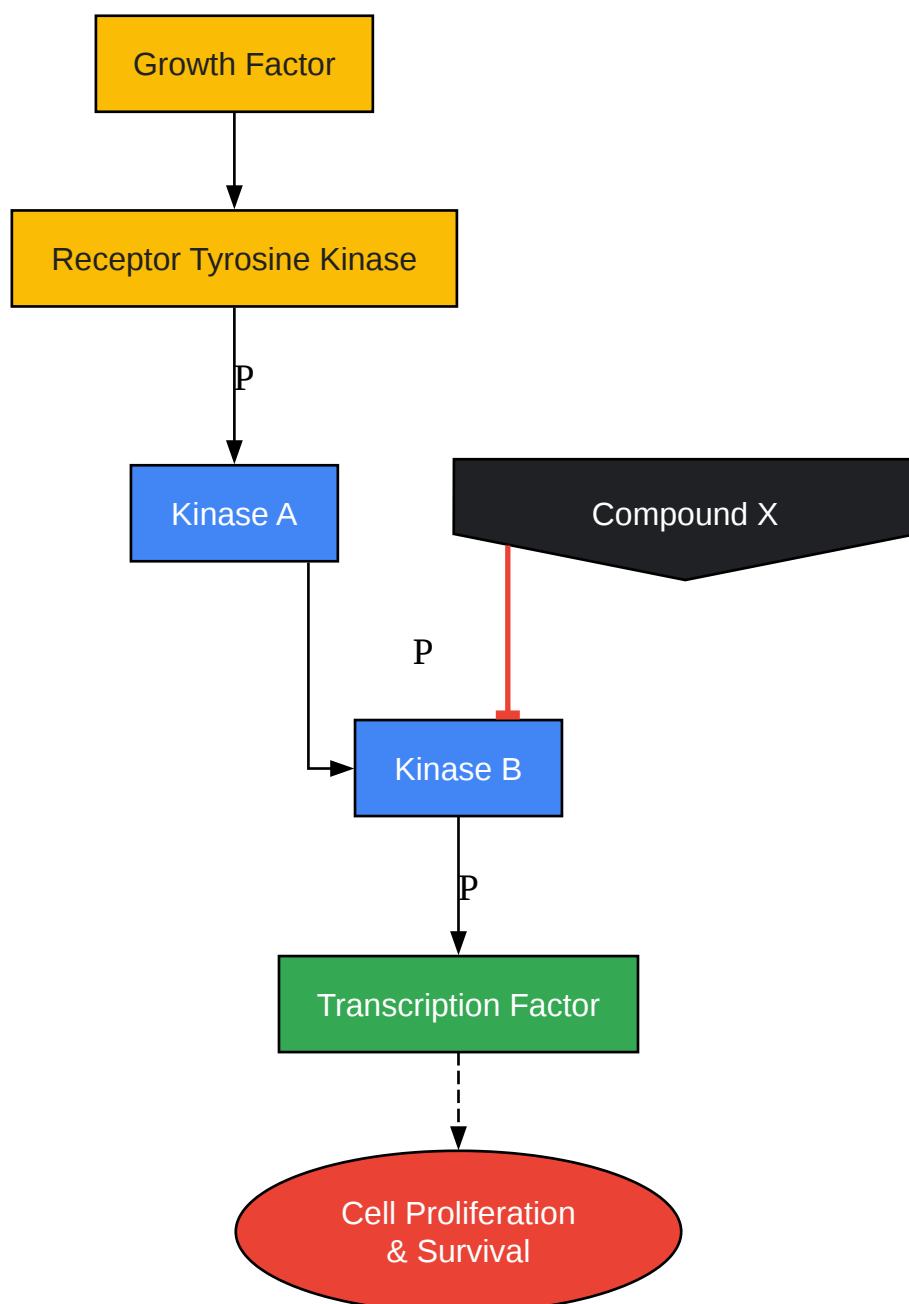 Growth Factor
Receptor Tyrosine Kinase
P
Kinase A
Compound X
P
Kinase B
P
Transcription Factor
Cell Proliferation
& Survival